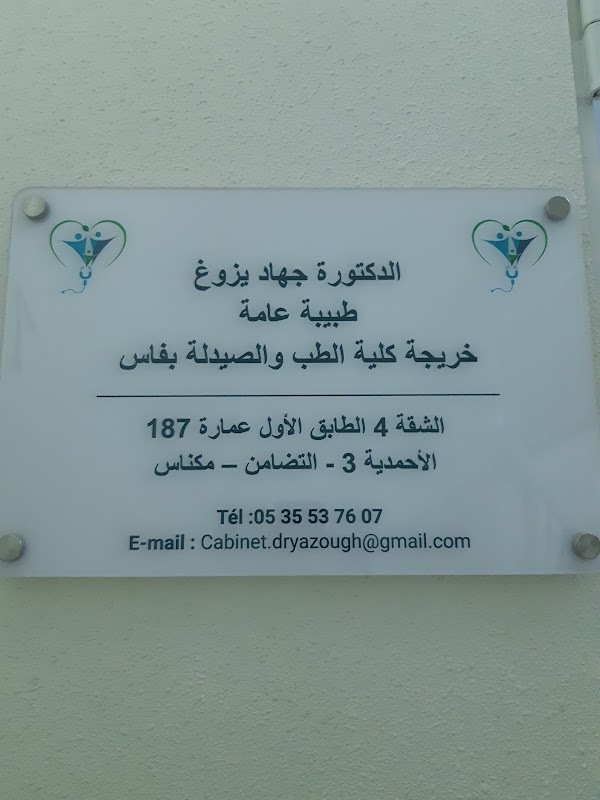 الدكتورة جهاد يزوغ
طبيبة عامة
خريجة كلية الطب والصيدلة بفاس
الشقة 4 الطابق الأول عمارة 187
الأحمدية 3 - التضامن – مكناس
Tél :05 35 53 76 07
E-mail : Cabinet.dryazough@gmail.com